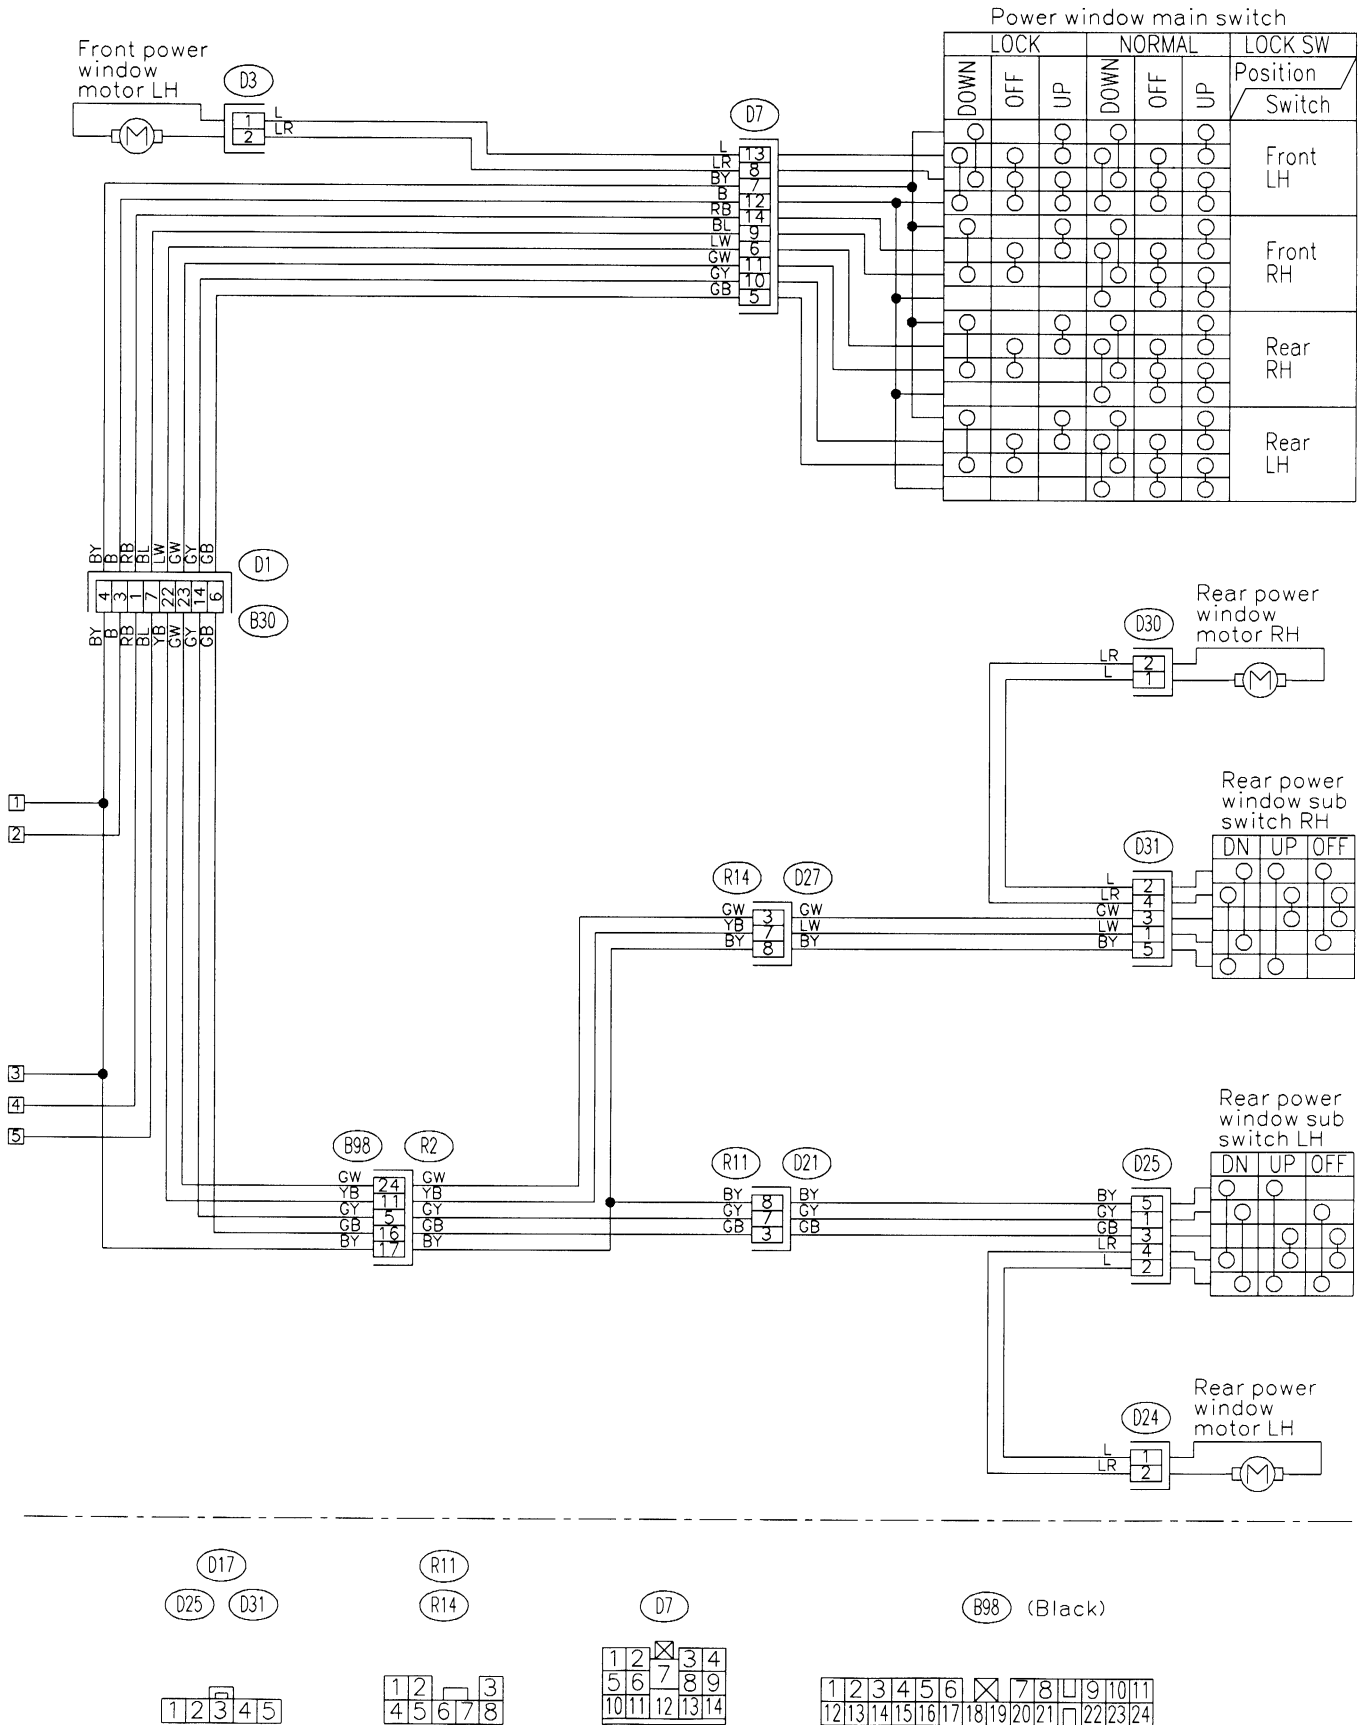 Power window main switch
LOCK NORMAL LOCK SW
DOWN OFF UP DOWN OFF UP Position
Switch
Front
LH
Front
RH
Rear
RH
Rear
LH
Front power
window
motor LH
D3
1 L
2 LR
D7
L 13
LR 8
BY 7
B 12
RB 14
BL 9
LW 6
GW 11
GY 10
GB 5
BY B RB BL LW GW GY GB
D1
4 3 1 7 22 23 14 6
B30
BY B RB BL YB GW GY GB
Rear power
window
motor RH
D30
LR 2
L 1
1
2
Rear power
window sub
switch RH
DN UP OFF
D31
L 2
LR 4
GW 3
LW 1
BY 5
R14 D27
GW 3 GW
YB 7 LW
BY 8 BY
3
4
5
B98 R2
GW 24 GW
YB 11 YB
GY 5 GY
GB 16 GB
BY 17 BY
R11 D21
BY 8 BY
GY 7 GY
GB 3 GB
Rear power
window sub
switch LH
DN UP OFF
D25
BY 5
GY 1
GB 3
LR 4
L 2
Rear power
window
motor LH
D24
L 1
LR 2
M
M
M
D17
D25 D31
1 2 3 4 5
R11
R14
1 2 3
4 5 6 7 8
D7
1 2 3 4
5 6 7 8 9
10 11 12 13 14
B98 (Black)
1 2 3 4 5 6 7 8 9 10 11
12 13 14 15 16 17 18 19 20 21 22 23 24